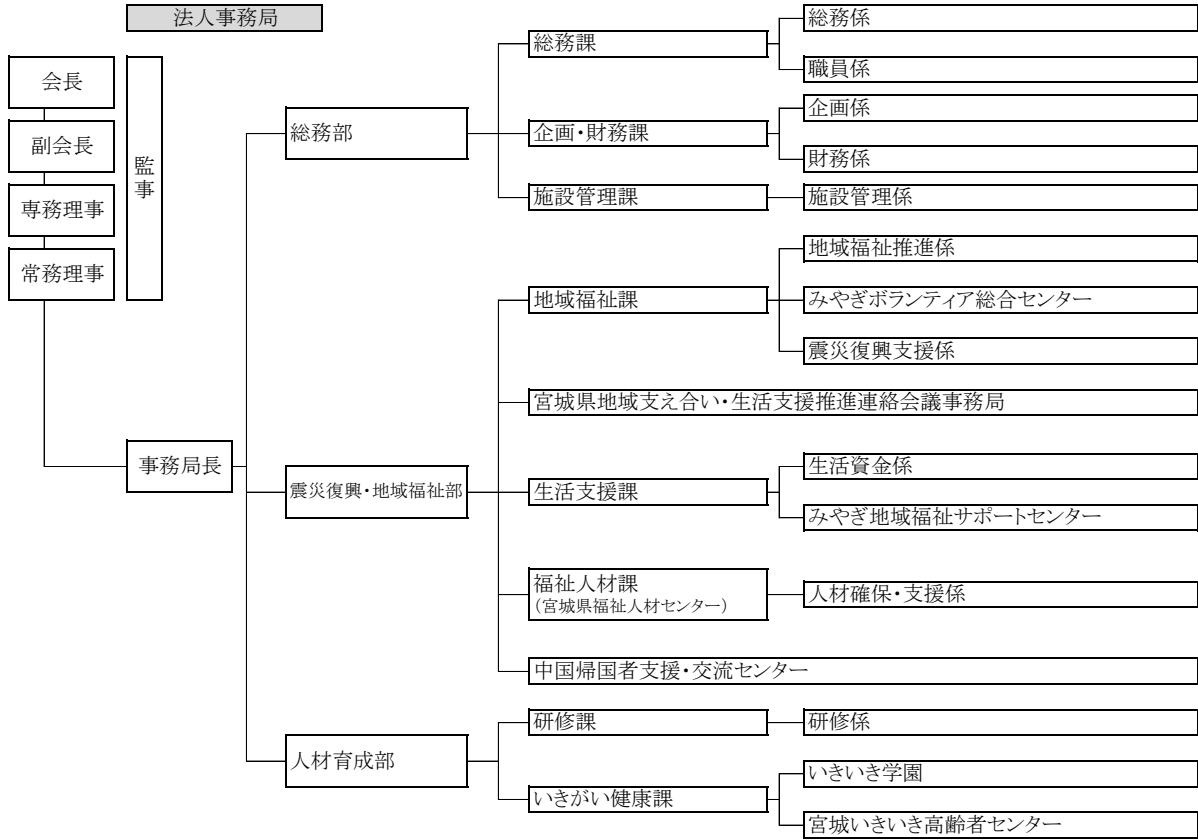 法人事務局
会長
副会長
専務理事
常務理事
監事
事務局長
総務部
総務課
総務係
職員係
企画・財務課
企画係
財務係
施設管理課
施設管理係
震災復興・地域福祉部
地域福祉課
地域福祉推進係
みやぎボランティア総合センター
震災復興支援係
宮城県地域支え合い・生活支援推進連絡会議事務局
生活支援課
生活資金係
みやぎ地域福祉サポートセンター
福祉人材課
(宮城県福祉人材センター)
人材確保・支援係
中国帰国者支援・交流センター
人材育成部
研修課
研修係
いきがい健康課
いきいき学園
宮城いきいき高齢者センター